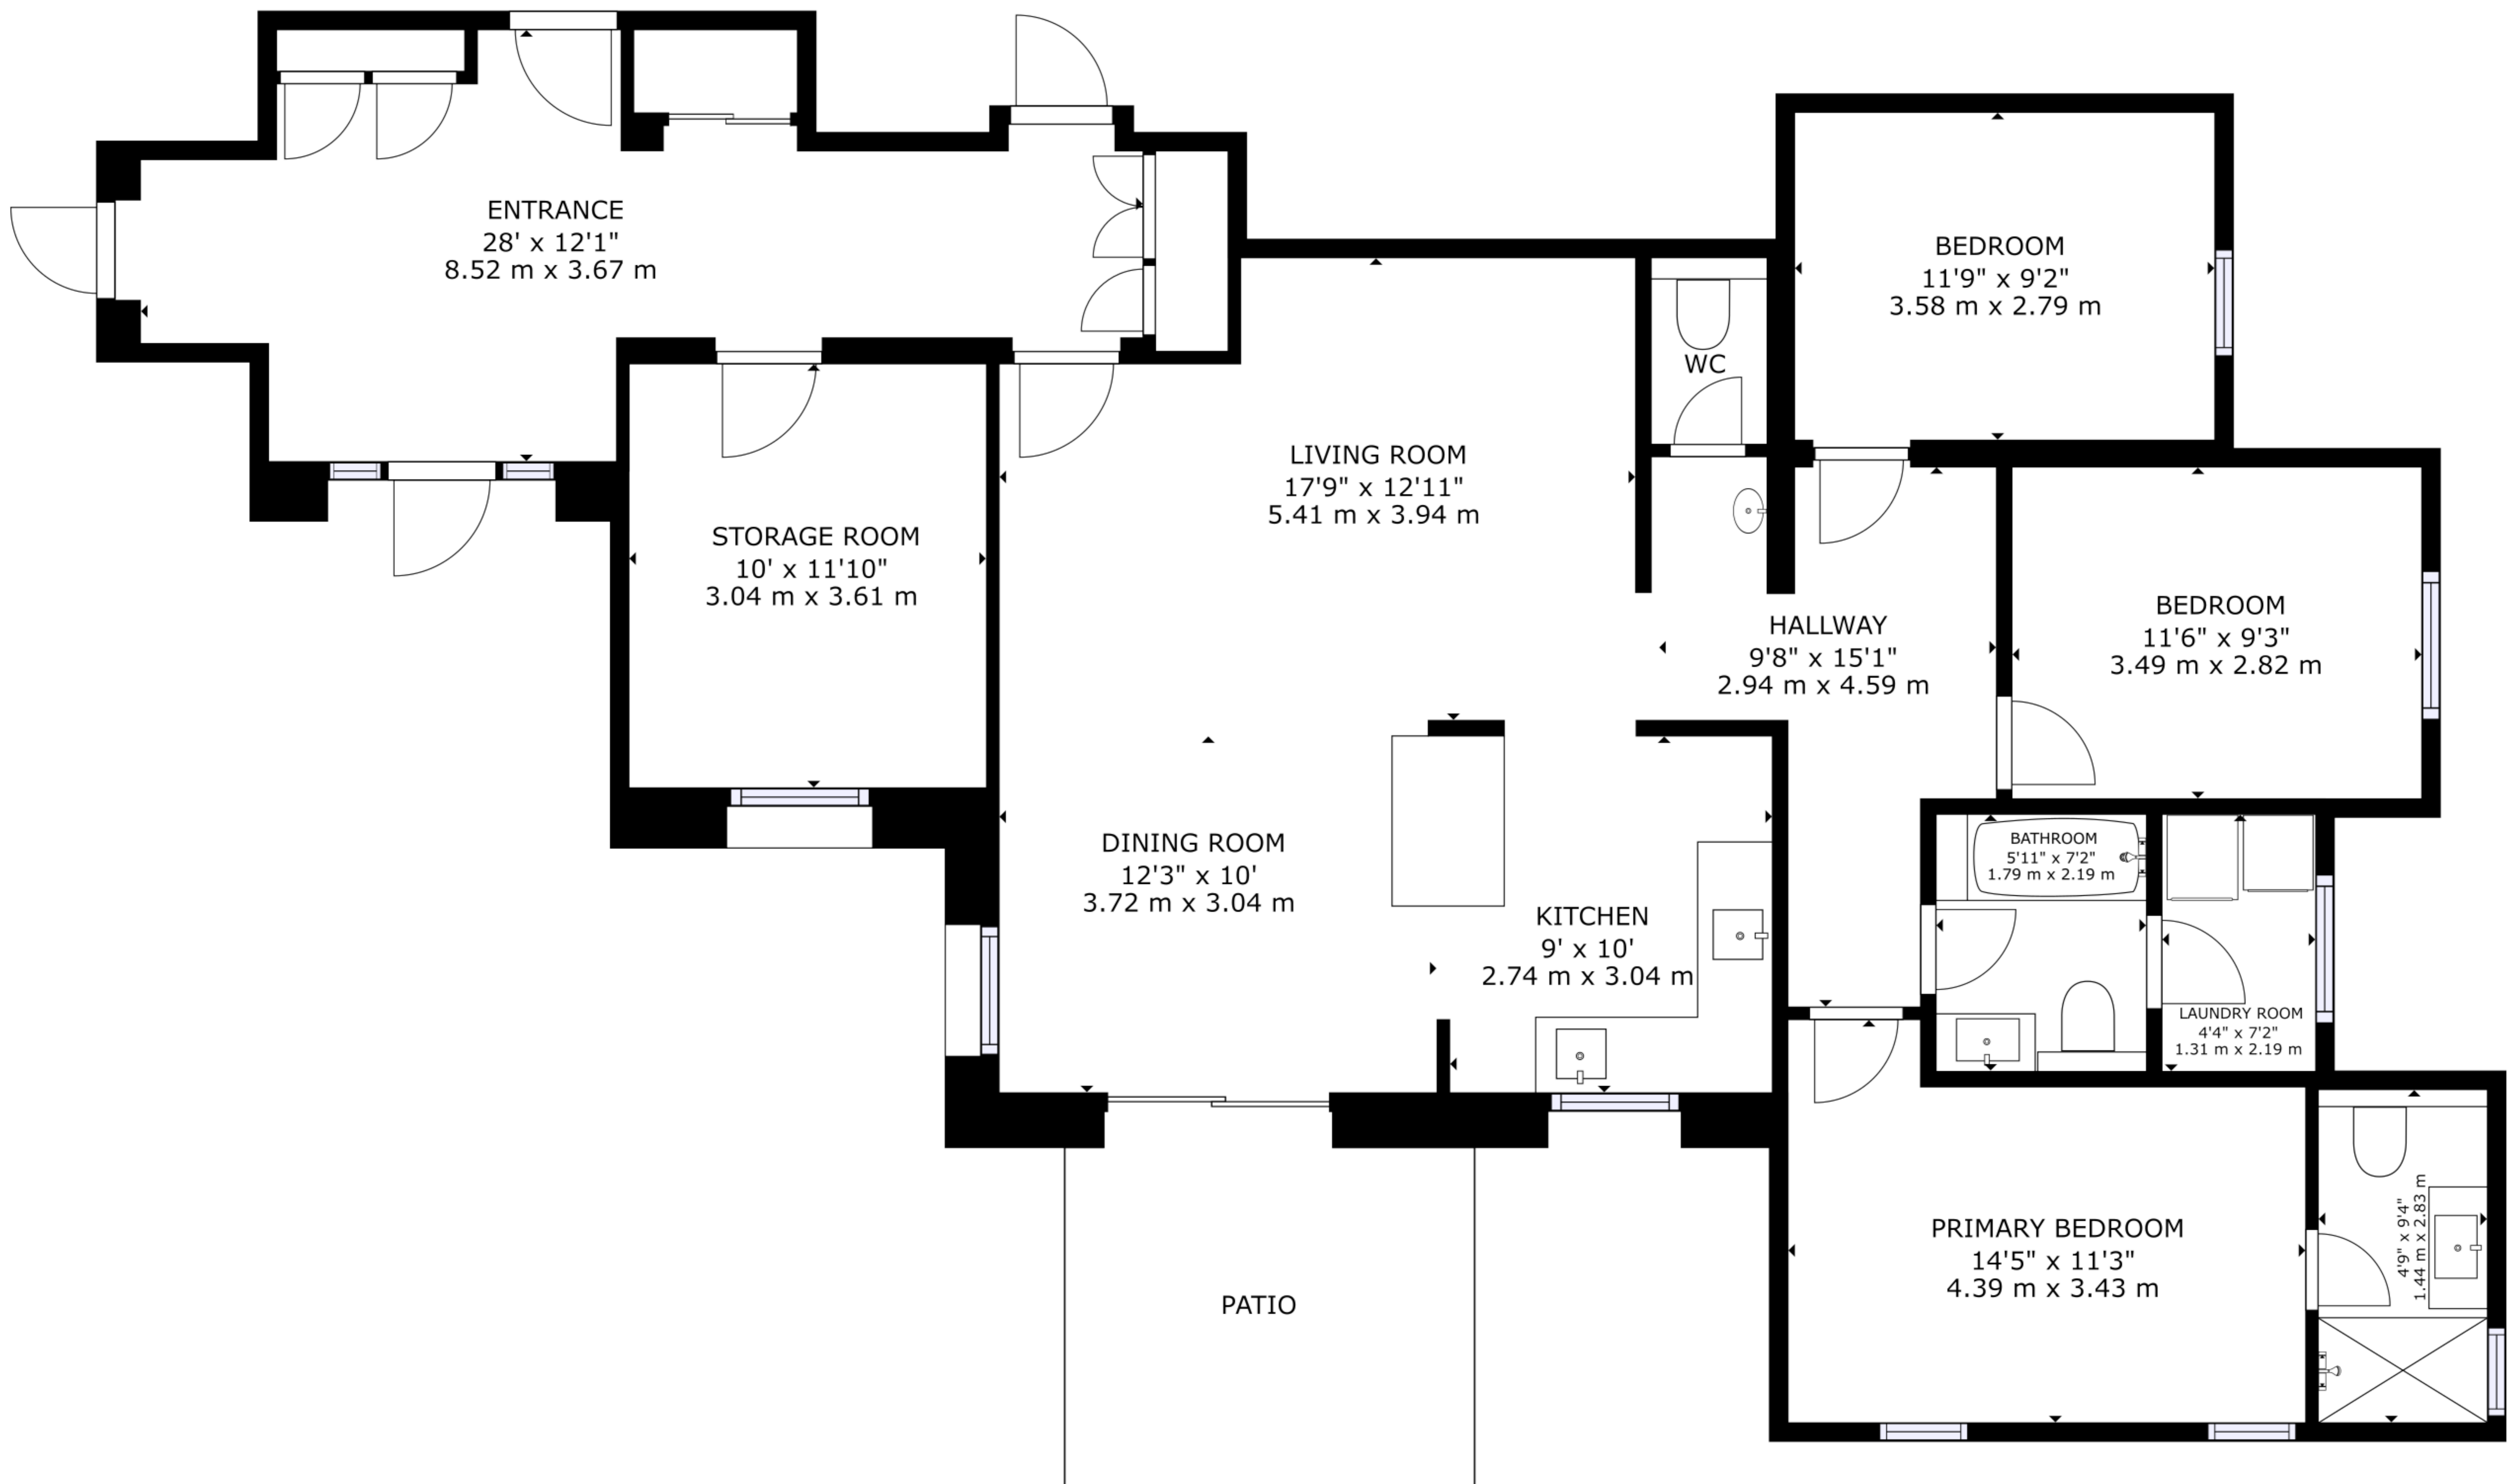 ENTRANCE
28' x 12'1"
8.52 m x 3.67 m
BEDROOM
11'9" x 9'2"
3.58 m x 2.79 m
WC
LIVING ROOM
17'9" x 12'11"
5.41 m x 3.94 m
STORAGE ROOM
10' x 11'10"
3.04 m x 3.61 m
HALLWAY
9'8" x 15'1"
2.94 m x 4.59 m
BEDROOM
11'6" x 9'3"
3.49 m x 2.82 m
DINING ROOM
12'3" x 10'
3.72 m x 3.04 m
KITCHEN
9' x 10'
2.74 m x 3.04 m
BATHROOM
5'11" x 7'2"
1.79 m x 2.19 m
LAUNDRY ROOM
4'4" x 7'2"
1.31 m x 2.19 m
PRIMARY BEDROOM
14'5" x 11'3"
4.39 m x 3.43 m
4'9" x 9'4"
1.44 m x 2.83 m
PATIO